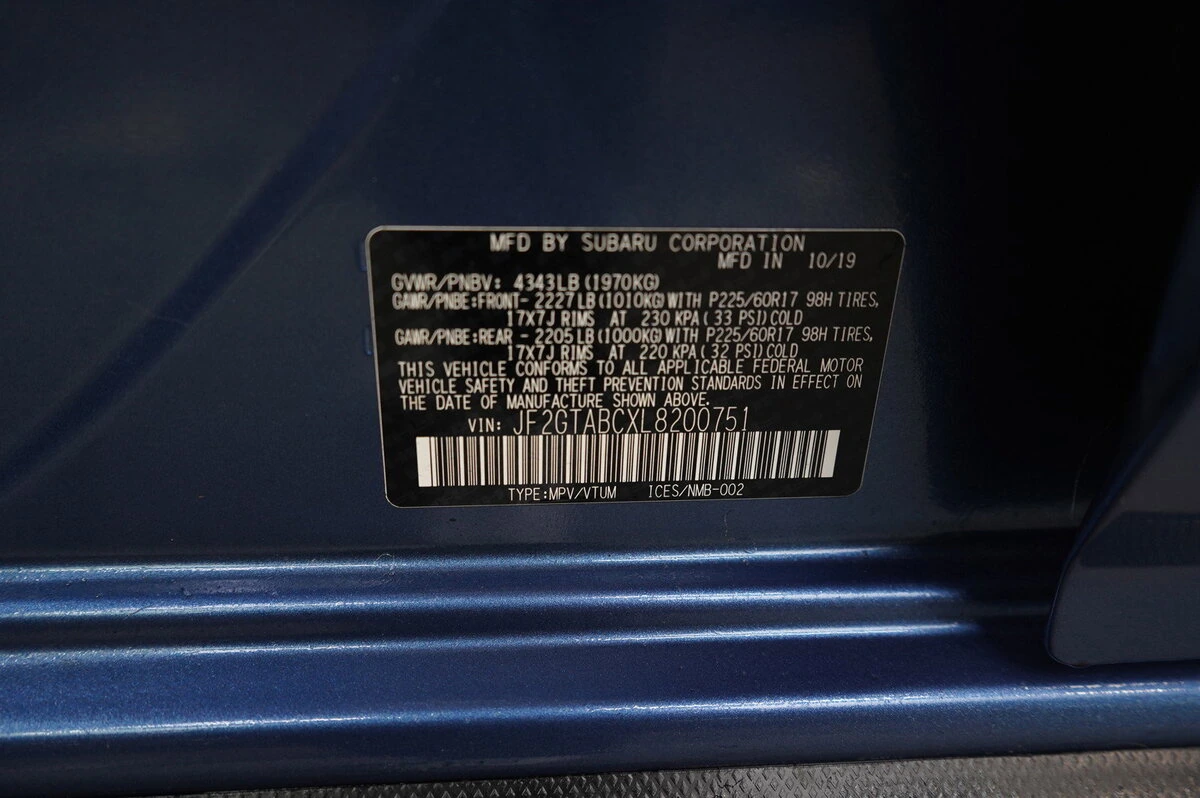 MFD BY SUBARU CORPORATION
MFD IN 10/19
GVWR/PNBV: 4343LB (1970KG)
GAWR/PNBE:FRONT- 2227LB (1010KG) WITH P225/60R17 98H TIRES,
17X7J RIMS AT 230 KPA ( 33 PSI) COLD
GAWR/PNBE:REAR - 2205LB (1000KG) WITH P225/60R17 98H TIRES,
17X7J RIMS AT 220 KPA ( 32 PSI) COLD
THIS VEHICLE CONFORMS TO ALL APPLICABLE FEDERAL MOTOR
VEHICLE SAFETY AND THEFT PREVENTION STANDARDS IN EFFECT ON
THE DATE OF MANUFACTURE SHOWN ABOVE.
VIN: JF2GTABCXL8200751
TYPE:MPV/VTUM ICES/NMB-002